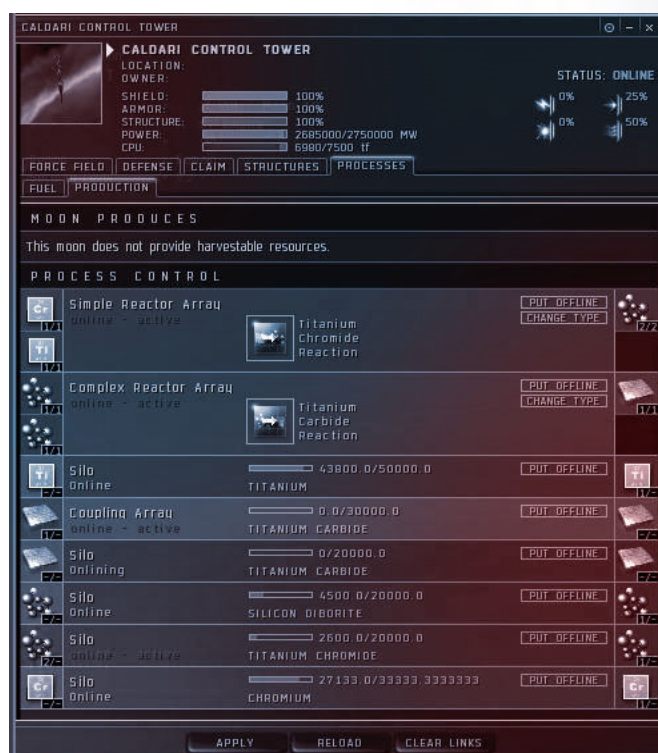 CALDARI CONTROL TOWER
CALDARI CONTROL TOWER
LOCATION:
OWNER:
STATUS: ONLINE
SHIELD: 100%
ARMOR: 100%
STRUCTURE: 100%
POWER: 2685000/2750000 MW
CPU: 6980/7500 tf
0% 25%
0% 50%
FORCE FIELD DEFENSE CLAIM STRUCTURES PROCESSES
FUEL PRODUCTION
MOON PRODUCES
This moon does not provide harvestable resources.
PROCESS CONTROL
Cr 1/1 Simple Reactor Array PUT OFFLINE 2/2
online - active CHANGE TYPE
Ti 1/1 Titanium
Chromide
Reaction
1/1 Complex Reactor Array PUT OFFLINE 1/1
online - active CHANGE TYPE
1/1 Titanium
Carbide
Reaction
Ti -/- Silo 43800.0/50000.0 PUT OFFLINE Ti 1/-
Online TITANIUM
1/- Coupling Array 0.0/30000.0 PUT OFFLINE -/-
online - active TITANIUM CARBIDE
-/- Silo 0/20000.0 PUT OFFLINE -/-
Onlining TITANIUM CARBIDE
-/- Silo 4500.0/20000.0 PUT OFFLINE 1/-
Online SILICON DIBORITE
2/- Silo 2600.0/20000.0 PUT OFFLINE 1/-
online - active TITANIUM CHROMIDE
Cr -/- Silo 27133.0/33333.3333333 PUT OFFLINE Cr 1/-
Online CHROMIUM
APPLY RELOAD CLEAR LINKS